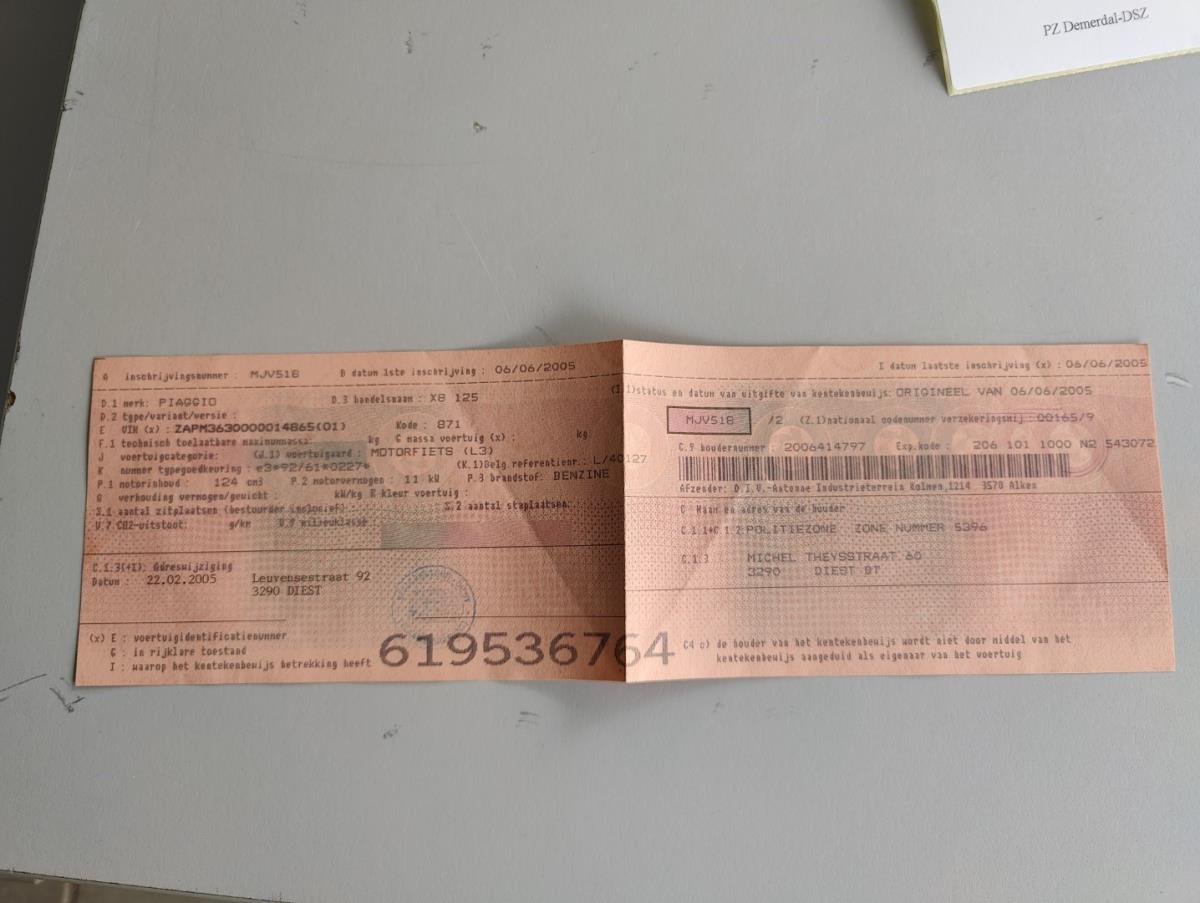 PZ Demerdal-DSZ
A inschrijvingsnummer : MJV518 B datum 1ste inschrijving : 06/06/2005
D.1 merk: PIAGGIO D.3 handelsnaam : X8 125
D.2 type/variant/versie :
E VIN (x) : ZAPM3630000014865(01) Kode : 871
F.1 technisch toelaatbare maximummassa: kg G massa voertuig (x) : kg
J voertuigcategorie: (J.1) voertuigaard : MOTORFIETS (L3)
K nummer typegoedkeuring : e3*92/61*0227* (K.1)Belg.referentienr.: L/40127
P.1 motorinhoud : 124 cm3 P.2 motorvermogen : 11 kW P.3 brandstof: BENZINE
Q verhouding vermogen/gewicht : kW/kg R kleur voertuig :
S.1 aantal zitplaatsen (bestuurder inclusief) : S.2 aantal staplaatsen:
V.7 CO2-uitstoot: g/km V.9 milieuklasse
C.1.3(+1): Adreswijziging
Datum : 22.02.2005 Leuvensestraat 92
3290 DIEST
(x) E : voertuigidentificatienummer
G : in rijklare toestand
I : waarop het kentekenbewijs betrekking heeft
619536764
I datum laatste inschrijving (x) : 06/06/2005
(I.1)status en datum van uitgifte van kentekenbewijs: ORIGINEEL VAN 06/06/2005
MJV518 /2 (Z.1)nationaal codenummer verzekeringsmij :00165/9
C.9 houdernummer : 2006414797 Exp.kode : 206 101 1000 N2 543072
Afzender: D.I.V.-Astenae Industrieterrein Kolmen,1214 3570 Alken
C Naam en adres van de houder
C.1.1+C 1.2 POLITIEZONE ZONE NUMMER 5396
C.1.3 MICHEL THEYSSTRAAT 60
3290 DIEST BT
C4 c) de houder van het kentekenbewijs wordt niet door middel van het
kentekenbewijs aangeduid als eigenaar van het voertuig